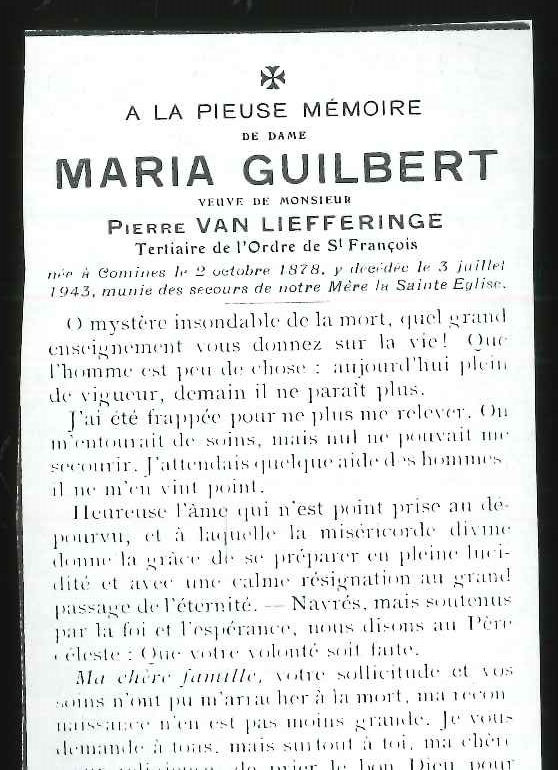 A LA PIEUSE MÉMOIRE
DE DAME
MARIA GUILBERT
VEUVE DE MONSIEUR
PIERRE VAN LIEFFERINGE
Tertiaire de l'Ordre de St François
née à Comines le 2 octobre 1878, y décédée le 3 juillet
1943, munie des secours de notre Mère la Sainte Eglise.
O mystère insondable de la mort, quel grand
enseignement vous donnez sur la vie! Que
l'homme est peu de chose : aujourd'hui plein
de vigueur, demain il ne parait plus.
J'ai été frappée pour ne plus me relever. On
m'entourait de soins, mais nul ne pouvait me
secourir. J'attendais quelque aide des hommes
il ne m'en vint point.
Heureuse l'âme qui n'est point prise au dé-
pourvu, et à laquelle la miséricorde divine
donne la grâce de se préparer en pleine luci-
dité et avec une calme résignation au grand
passage de l'éternité. — Navrés, mais soutenus
par la foi et l'espérance, nous disons au Père
céleste : Que votre volonté soit faite.
Ma chère famille, votre sollicitude et vos
soins n'ont pu m'arracher à la mort, ma recon-
naissance n'en est pas moins grande. Je vous
demande à tous, mais surtout à toi, ma chère
religieuse, de prier le bon Dieu pour